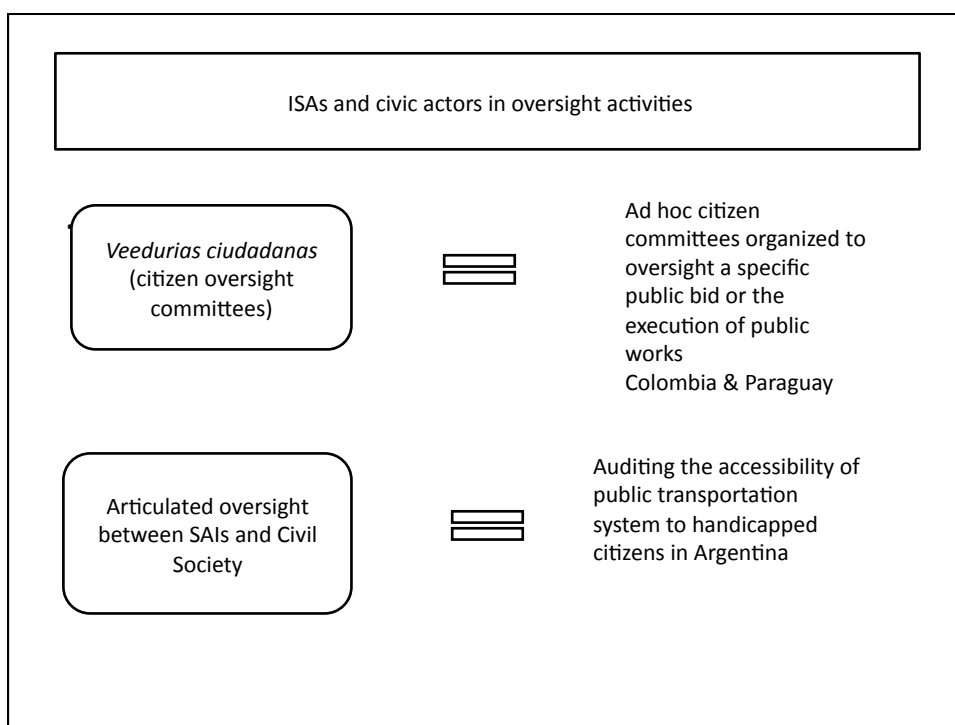 ISAs and civic actors in oversight activities
Veedurias ciudadanas
(citizen oversight
committees)
Ad hoc citizen
committees organized to
oversight a specific
public bid or the
execution of public
works
Colombia & Paraguay
Articulated oversight
between SAIs and Civil
Society
Auditing the accessibility of
public transportation
system to handicapped
citizens in Argentina